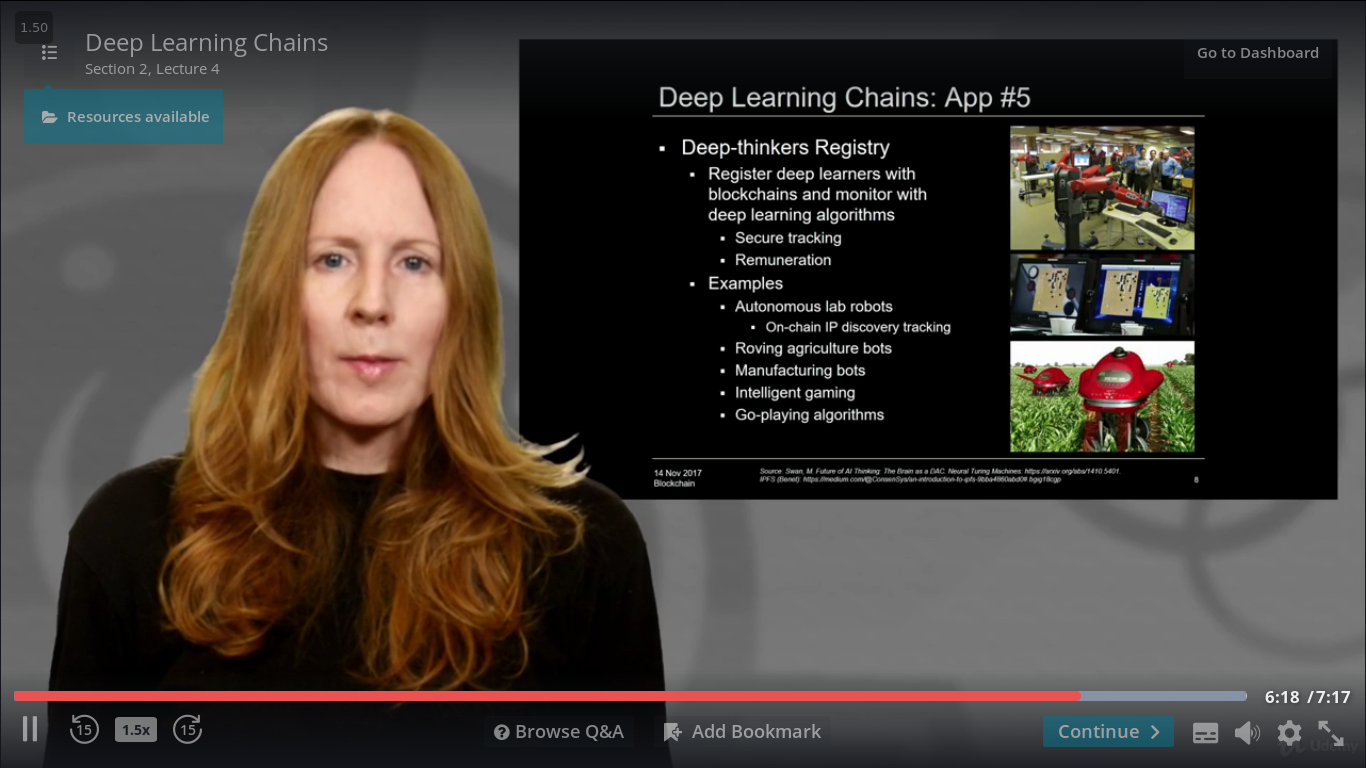 1.50
Deep Learning Chains
Section 2, Lecture 4
Go to Dashboard
Resources available
Deep Learning Chains: App #5
▪ Deep-thinkers Registry
▪ Register deep learners with
blockchains and monitor with
deep learning algorithms
▪ Secure tracking
▪ Remuneration
▪ Examples
▪ Autonomous lab robots
▪ On-chain IP discovery tracking
▪ Roving agriculture bots
▪ Manufacturing bots
▪ Intelligent gaming
▪ Go-playing algorithms
14 Nov 2017
Blockchain
Source: Swan, M. Future of AI Thinking: The Brain as a DAC. Neural Turing Machines: https://arxiv.org/abs/1410.5401.
IPFS (Benet): https://medium.com/@ConsenSys/an-introduction-to-ipfs-9bba4860abd0#.bgig18cgp
8
6:18 / 7:17
15
1.5x
15
Browse Q&A
Add Bookmark
Continue
Udemy